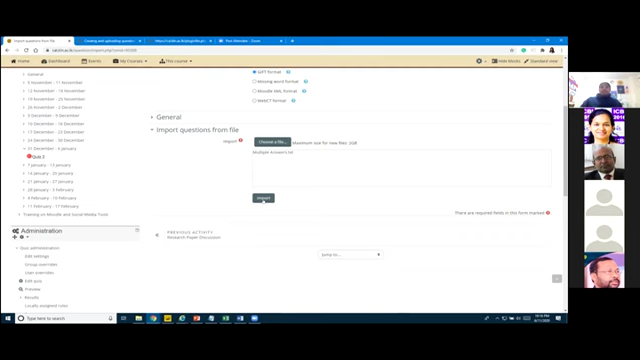 Import questions from file
Creating and uploading questi
Post Attendee - Zoom
Dashboard
Events
My Courses
This course
Hide blocks
Standard view
General
5 November - 11 November
12 November - 18 November
19 November - 25 November
26 November - 2 December
3 December - 9 December
10 December - 16 December
17 December - 23 December
24 December - 30 December
31 December - 6 January
Quiz 2
7 January - 13 January
14 January - 20 January
21 January - 27 January
28 January - 3 February
4 February - 10 February
11 February - 17 February
Training on Moodle and Social Media Tools
Administration
Quiz administration
Edit settings
Group overrides
User overrides
Edit quiz
Preview
Results
Locally assigned roles
GIFT format
Missing word format
Moodle XML format
WebCT format
General
Import questions from file
Import
Choose a file...
Maximum size for new files: 2GB
Multiple Answers.txt
Import
There are required fields in this form marked
PREVIOUS ACTIVITY
Research Paper Discussion
Jump to...
Type here to search